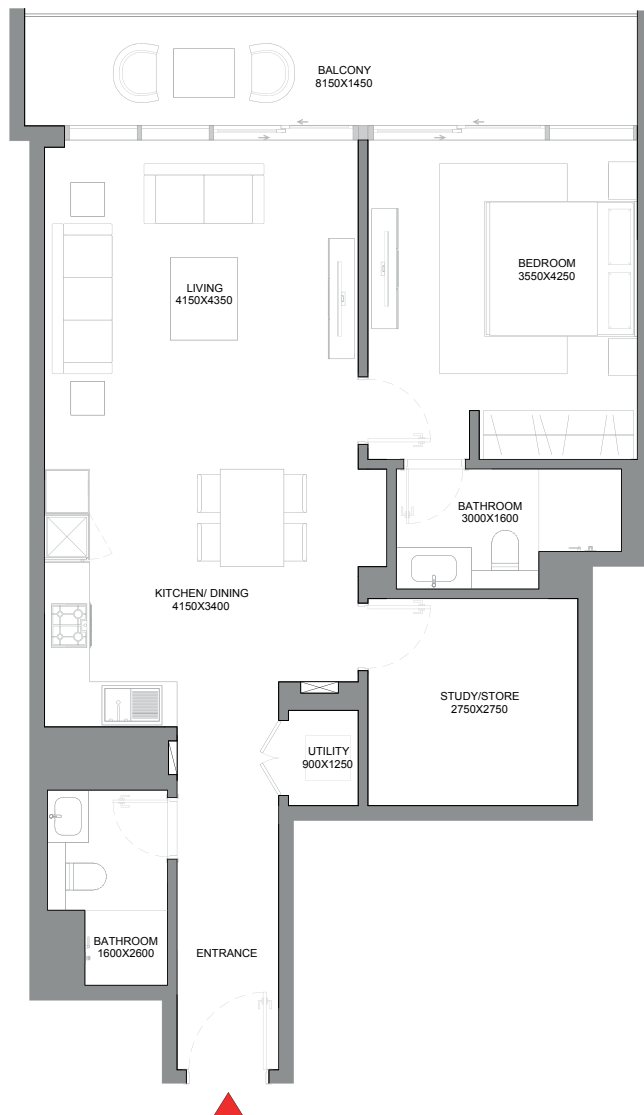 BALCONY
8150X1450
LIVING
4150X4350
BEDROOM
3550X4250
BATHROOM
3000X1600
KITCHEN/ DINING
4150X3400
STUDY/STORE
2750X2750
UTILITY
900X1250
BATHROOM
1600X2600
ENTRANCE